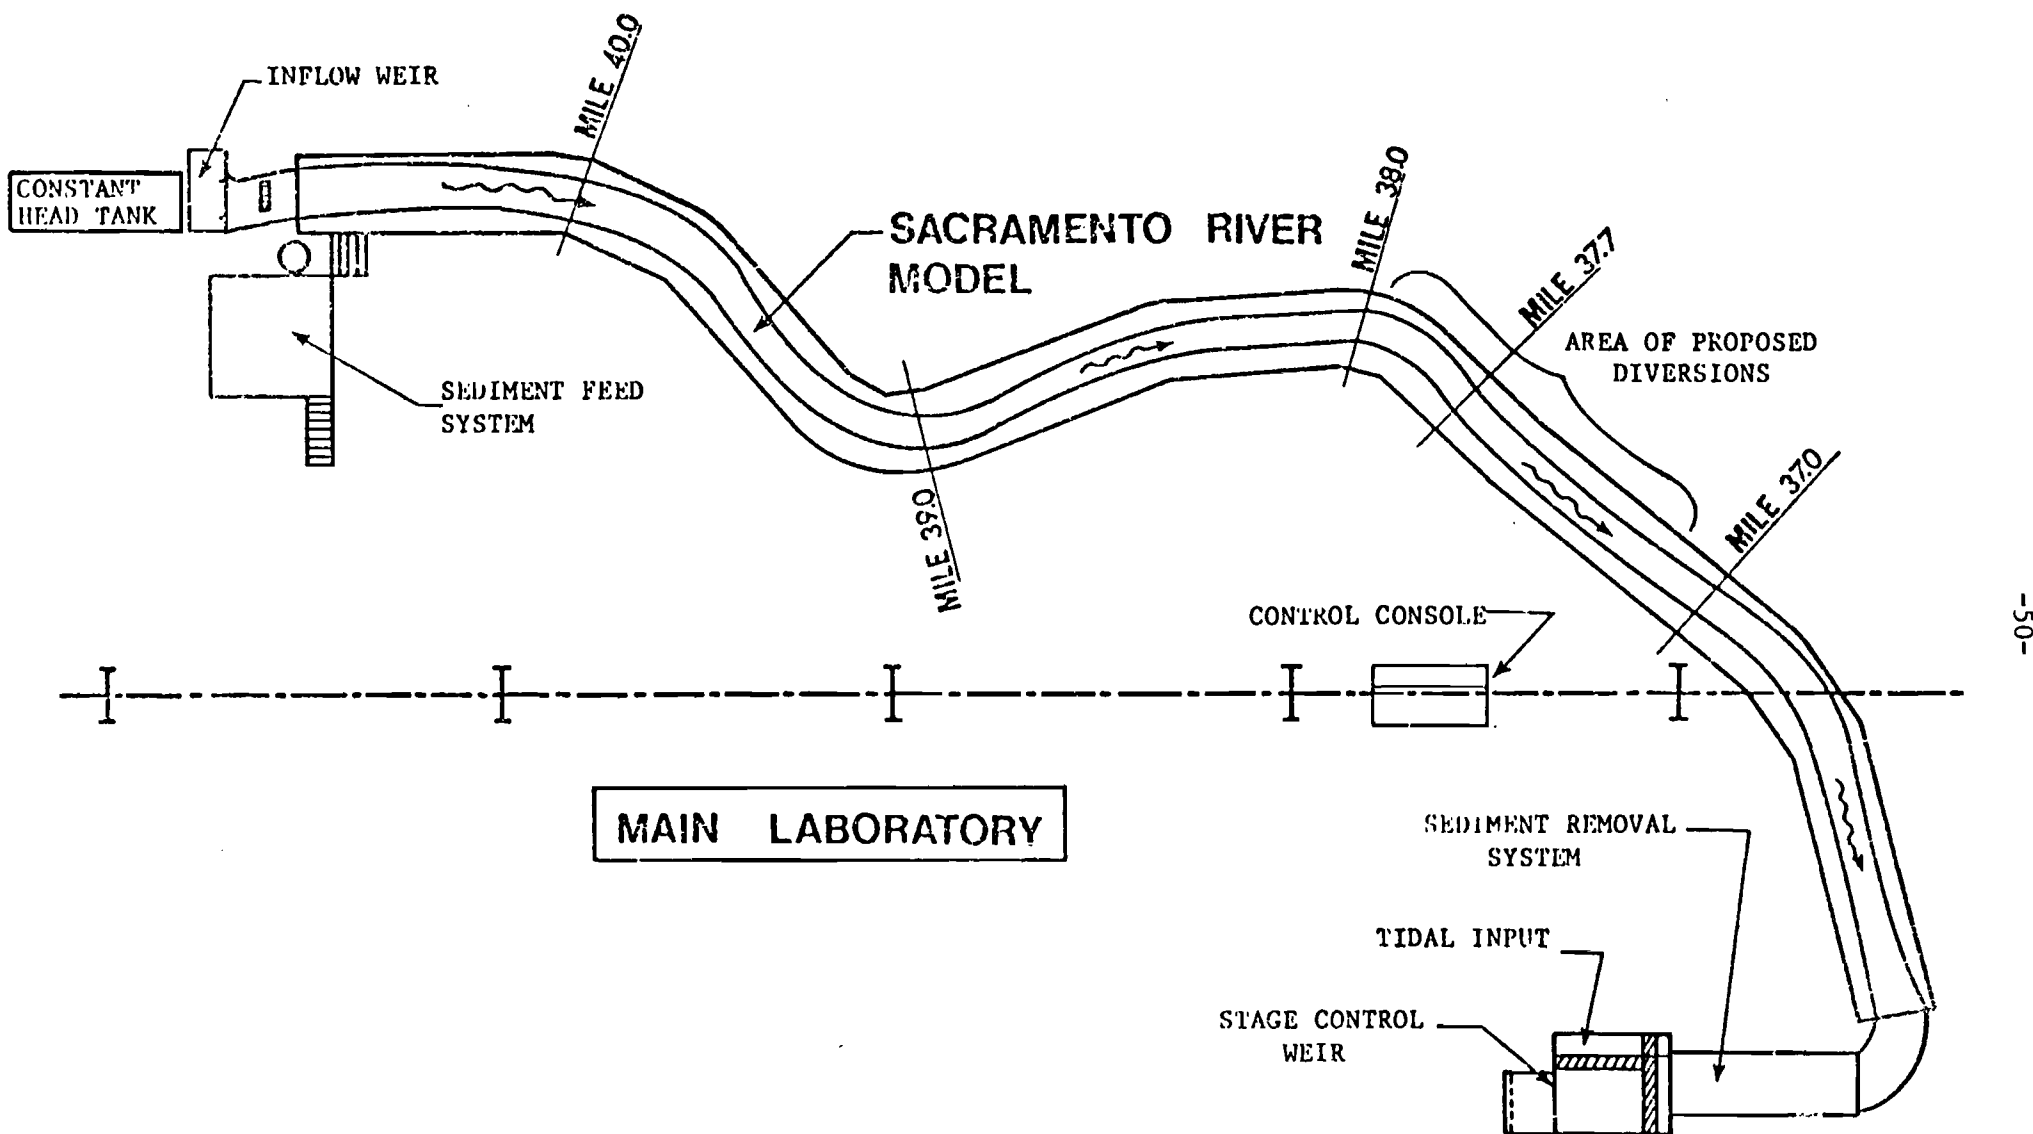 INFLOW WEIR
MILE 40.0
CONSTANT
HEAD TANK
SACRAMENTO RIVER
MODEL
MILE 38.0
MILE 37.7
AREA OF PROPOSED
DIVERSIONS
SEDIMENT FEED
SYSTEM
MILE 39.0
MILE 37.0
CONTROL CONSOLE
-50-
MAIN LABORATORY
SEDIMENT REMOVAL
SYSTEM
TIDAL INPUT
STAGE CONTROL
WEIR